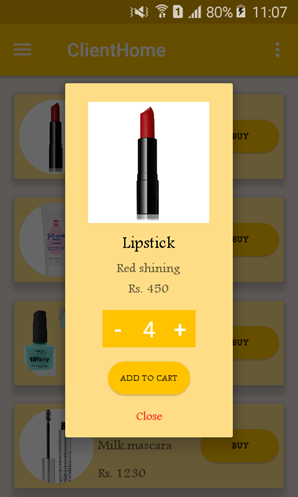 80% 11:07
ClientHome
BUY
Lipstick
Red shining
Rs. 450
BUY
- 4 +
BUY
ADD TO CART
Close
Milk mascara
BUY
Rs. 1230